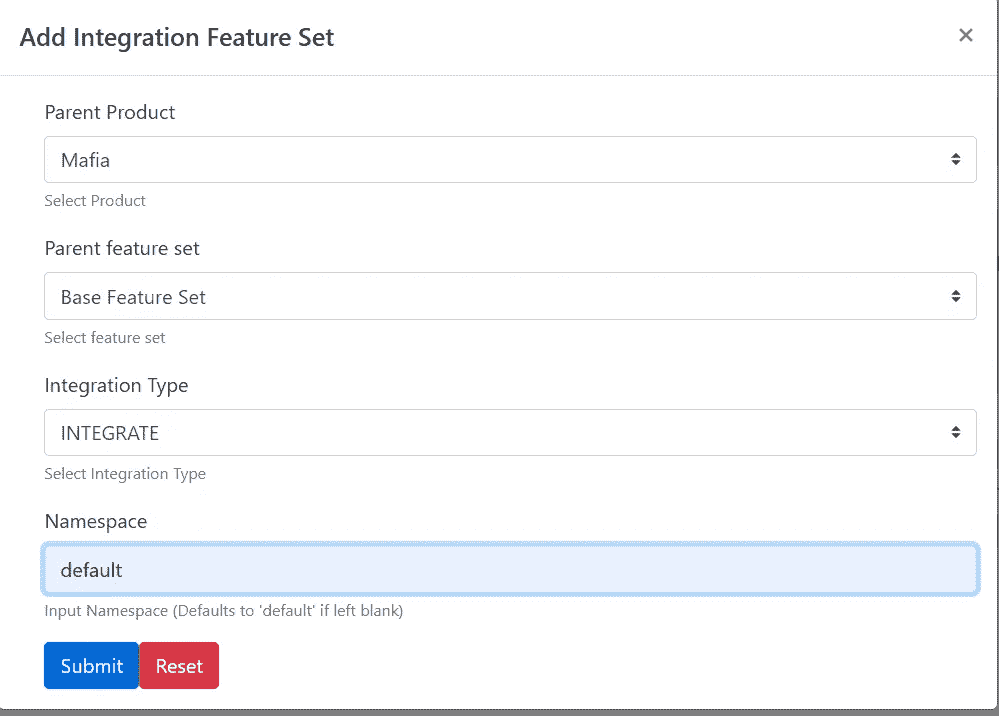 Add Integration Feature Set
×
Parent Product
Mafia
Select Product
Parent feature set
Base Feature Set
Select feature set
Integration Type
INTEGRATE
Select Integration Type
Namespace
default
Input Namespace (Defaults to 'default' if left blank)
Submit Reset